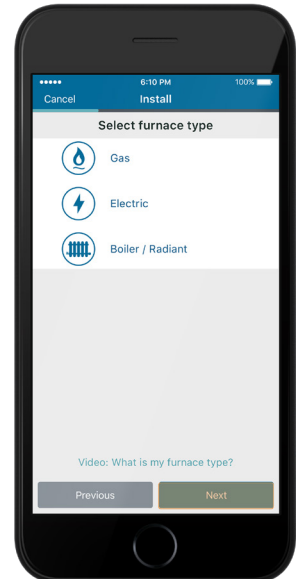 6:10 PM
100%
Cancel
Install
Select furnace type
Gas
Electric
Boiler / Radiant
Video: What is my furnace type?
Previous
Next